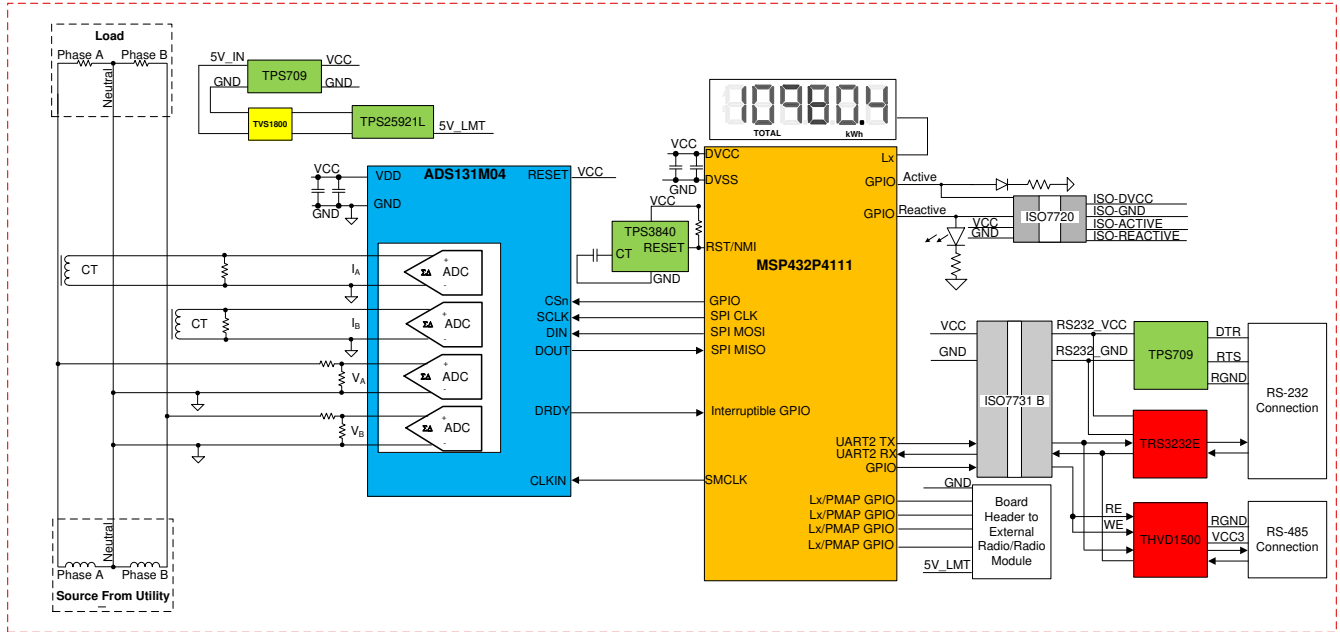 Load
Phase A
Phase B
Neutral
5V_IN
GND
TPS709
VCC
GND
TVS1800
TPS25921L
5V_LMT
10980.4
TOTAL
kWh
VCC
GND
VDD
GND
ADS131M04
RESET
VCC
CT
IA
ΣΔ
+
-
ADC
CT
IB
ΣΔ
+
-
ADC
VA
ΣΔ
+
-
ADC
VB
ΣΔ
+
-
ADC
CSn
SCLK
DIN
DOUT
DRDY
CLKIN
VCC
GND
VCC
TPS3840
CT
RESET
GND
DVCC
DVSS
Lx
GPIO
GPIO
RST/NMI
MSP432P4111
GPIO
SPI CLK
SPI MOSI
SPI MISO
Interruptible GPIO
UART2 TX
UART2 RX
GPIO
SMCLK
Lx/PMAP GPIO
Lx/PMAP GPIO
Lx/PMAP GPIO
Lx/PMAP GPIO
Active
Reactive
VCC
GND
ISO7720
ISO-DVCC
ISO-GND
ISO-ACTIVE
ISO-REACTIVE
VCC
GND
ISO7731 B
RS232_VCC
RS232_GND
TPS709
DTR
RTS
RGND
RS-232
Connection
TRS3232E
RE
WE
THVD1500
RGND
VCC3
RS-485
Connection
GND
5V_LMT
Board
Header to
External
Radio/Radio
Module
Neutral
Phase A
Phase B
Source From Utility